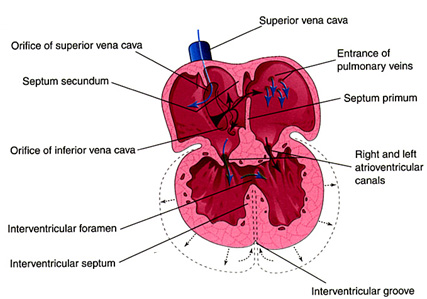 Superior vena cava
Orifice of superior vena cava
Septum secundum
Entrance of
pulmonary veins
Septum primum
Orifice of inferior vena cava
Right and left
atrioventricular
canals
Interventricular foramen
Interventricular septum
Interventricular groove